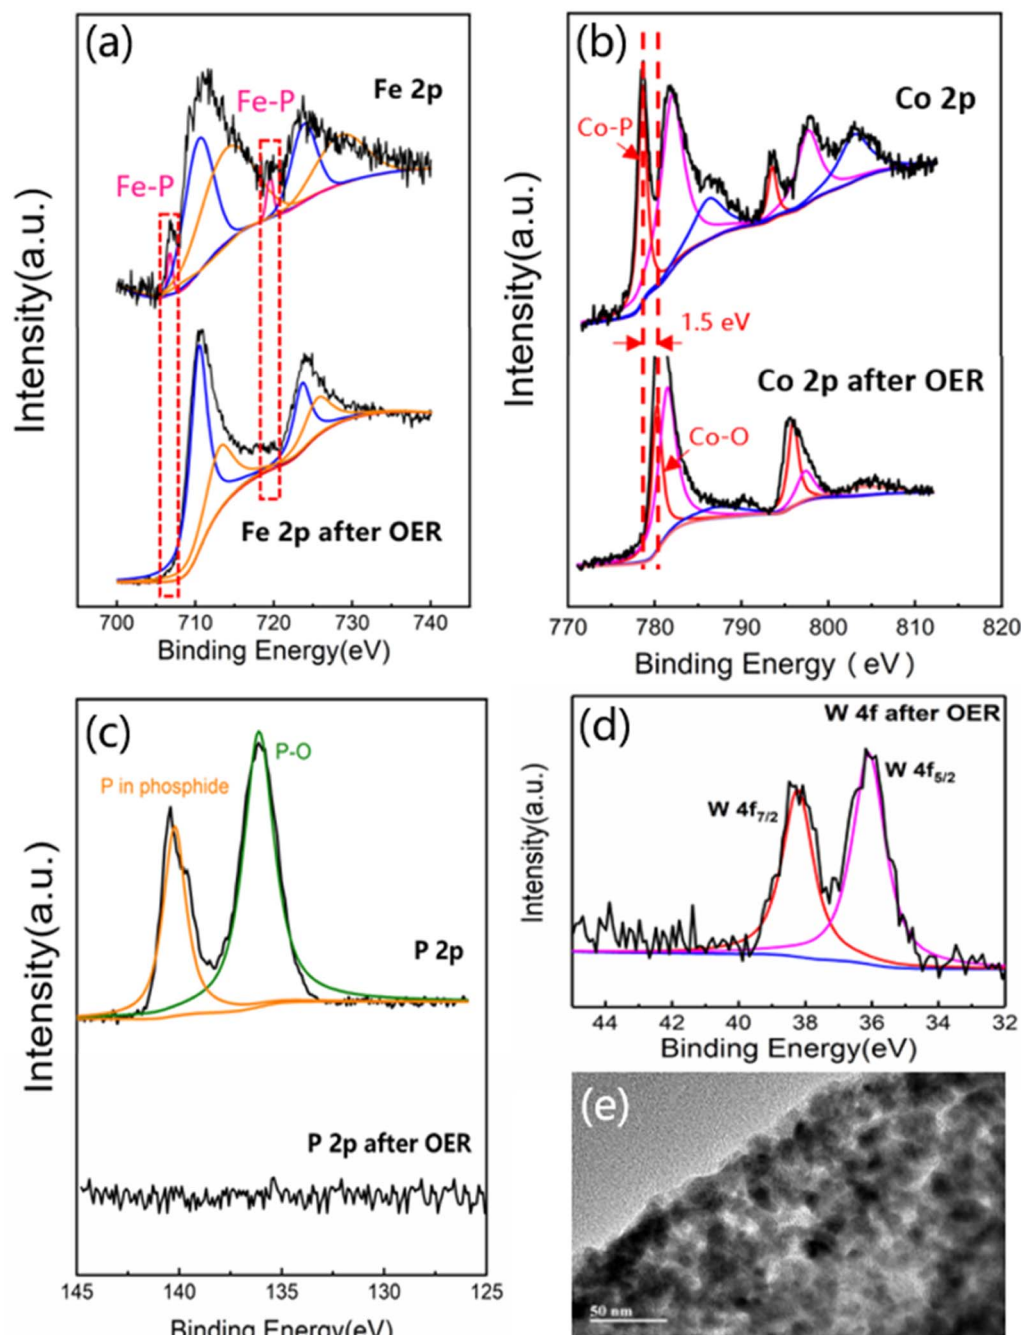 (a)
Fe 2p
Fe-P
Fe-P
Fe 2p after OER
Intensity(a.u.)
700 710 720 730 740
Binding Energy(eV)
(b)
Co 2p
Co-P
1.5 eV
Co 2p after OER
Co-O
Intensity(a.u.)
770 780 790 800 810 820
Binding Energy (eV)
(c)
P-O
P in phosphide
P 2p
P 2p after OER
Intensity(a.u.)
145 140 135 130 125
Binding Energy(eV)
(d)
W 4f after OER
W 4f5/2
W 4f7/2
Intensity(a.u.)
44 42 40 38 36 34 32
Binding Energy(eV)
(e)
50 nm